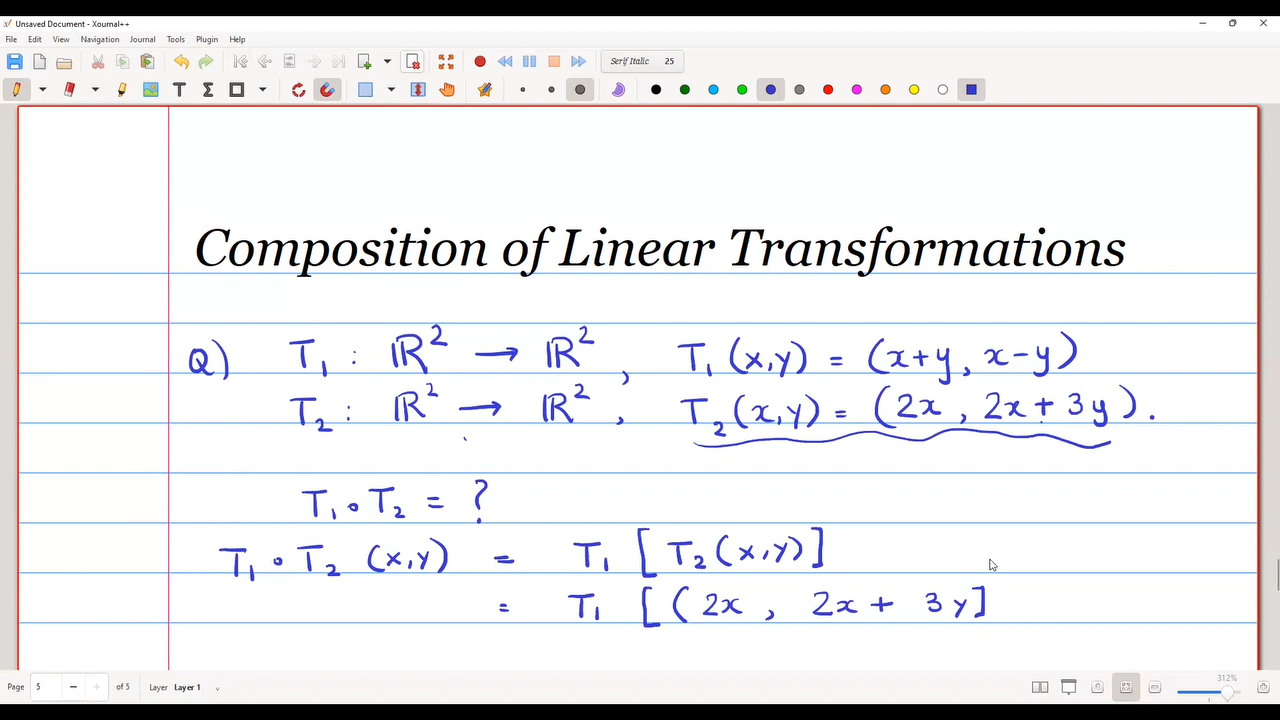 Unsaved Document - Xournal++
File Edit View Navigation Journal Tools Plugin Help
Serif Italic 25
Composition of Linear Transformations
Q) T₁ : ℝ² → ℝ² , T₁(x,y) = (x+y, x-y)
T₂ : ℝ² → ℝ² , T₂(x,y) = (2x, 2x+3y).
T₁∘T₂ = ?
T₁∘T₂ (x,y) = T₁ [T₂(x,y)]
= T₁ [(2x, 2x+3y]
312%
Page 5 of 5 Layer Layer 1